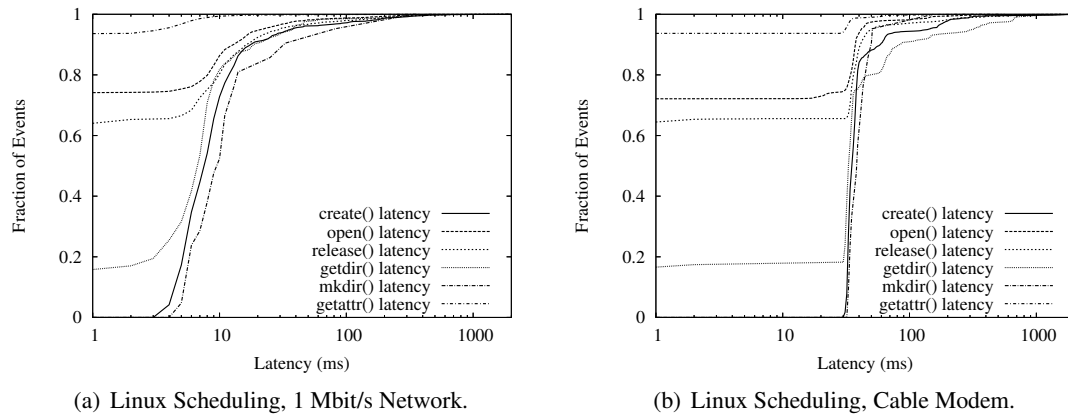 1
0.8
0.6
0.4
0.2
0
Fraction of Events
create() latency
open() latency
release() latency
getdir() latency
mkdir() latency
getattr() latency
1 10 100 1000
Latency (ms)
(a) Linux Scheduling, 1 Mbit/s Network.
1
0.8
0.6
0.4
0.2
0
Fraction of Events
create() latency
open() latency
release() latency
getdir() latency
mkdir() latency
getattr() latency
1 10 100 1000
Latency (ms)
(b) Linux Scheduling, Cable Modem.